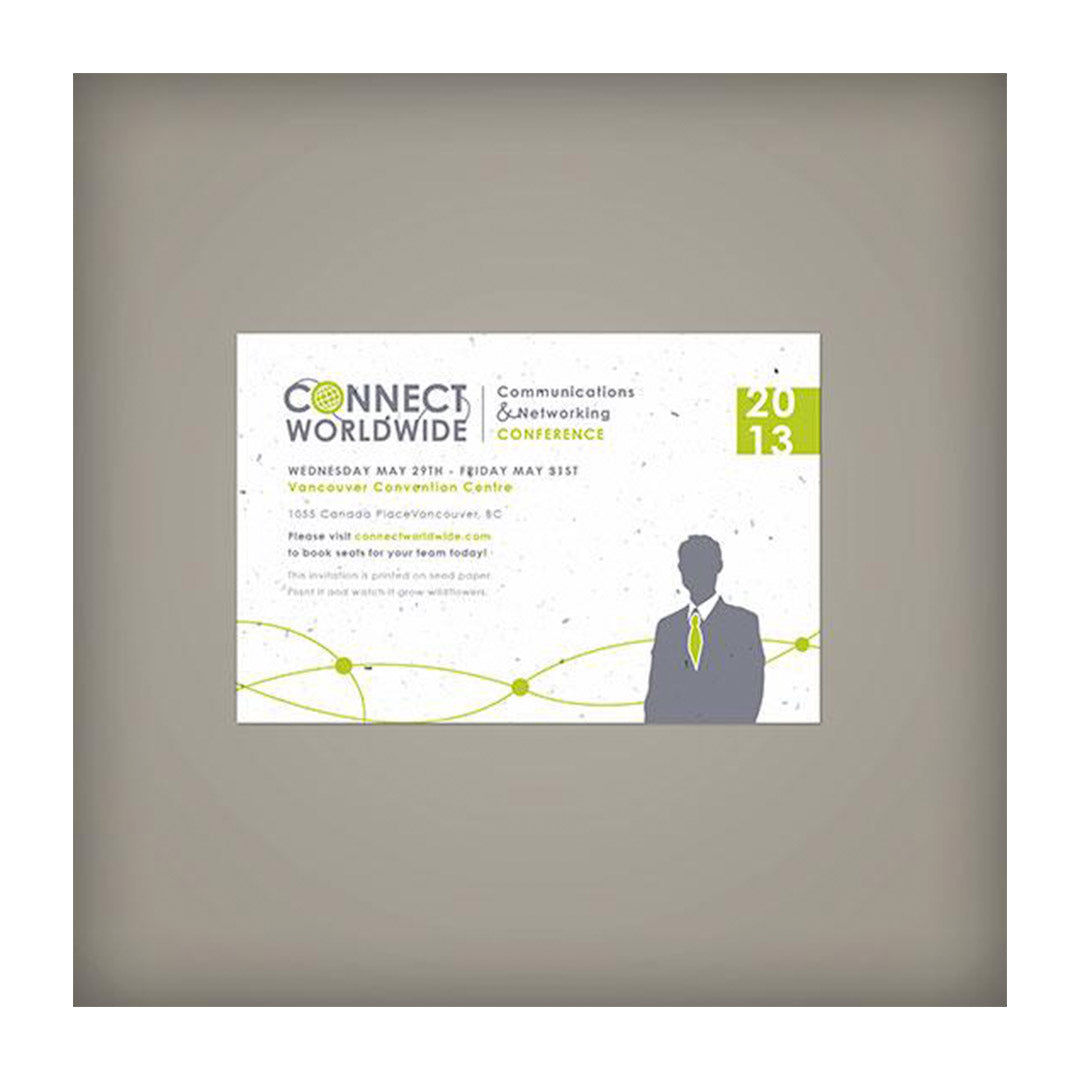 CONNECT
WORLDWIDE
Communications
& Networking
CONFERENCE
20
13
WEDNESDAY MAY 29TH - FRIDAY MAY 31ST
Vancouver Convention Centre
1055 Canada PlaceVancouver, BC
Please visit connectworldwide.com
to book seats for your team today!
This invitation is printed on seed paper.
Plant it and watch it grow wildflowers.